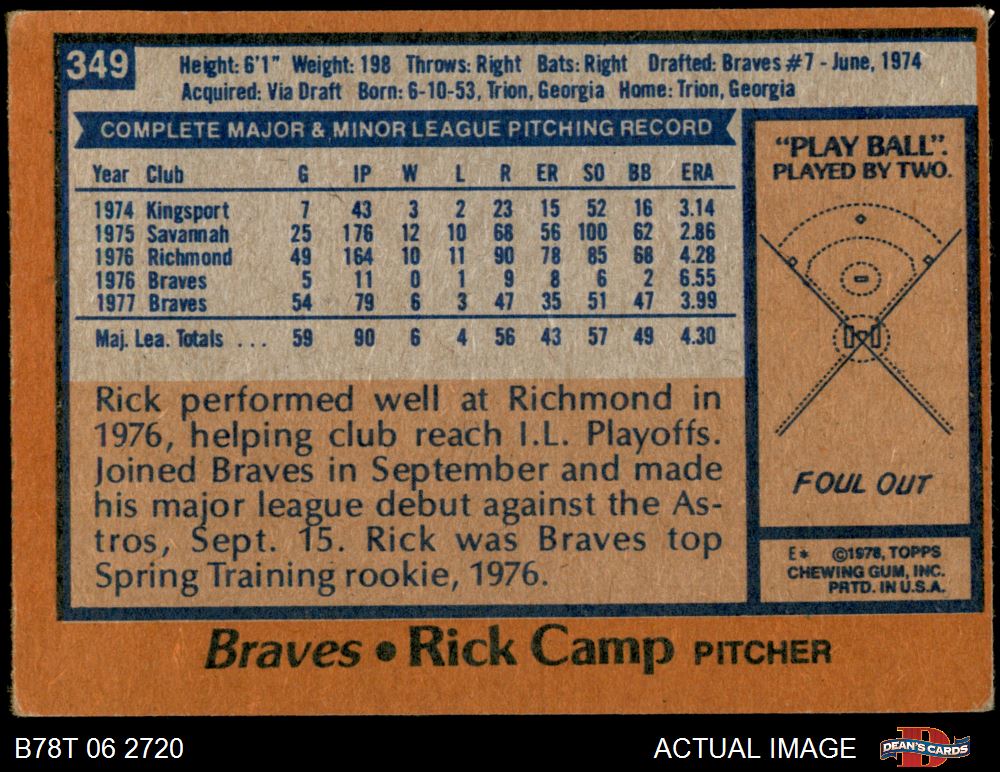 349
Height: 6'1" Weight: 198 Throws: Right Bats: Right Drafted: Braves #7 - June, 1974
Acquired: Via Draft Born: 6-10-53, Trion, Georgia Home: Trion, Georgia
COMPLETE MAJOR & MINOR LEAGUE PITCHING RECORD
Year Club G IP W L R ER SO BB ERA
1974 Kingsport 7 43 3 2 23 15 52 16 3.14
1975 Savannah 25 176 12 10 68 56 100 62 2.86
1976 Richmond 49 164 10 11 90 78 85 68 4.28
1976 Braves 5 11 0 1 9 8 6 2 6.55
1977 Braves 54 79 6 3 47 35 51 47 3.99
Maj. Lea. Totals ... 59 90 6 4 56 43 57 49 4.30
Rick performed well at Richmond in
1976, helping club reach I.L. Playoffs.
Joined Braves in September and made
his major league debut against the As-
tros, Sept. 15. Rick was Braves top
Spring Training rookie, 1976.
"PLAY BALL".
PLAYED BY TWO.
FOUL OUT
E* ©1978, TOPPS
CHEWING GUM, INC.
PRTD. IN U.S.A.
Braves • Rick Camp PITCHER
B78T 06 2720
ACTUAL IMAGE
DEAN'S CARDS